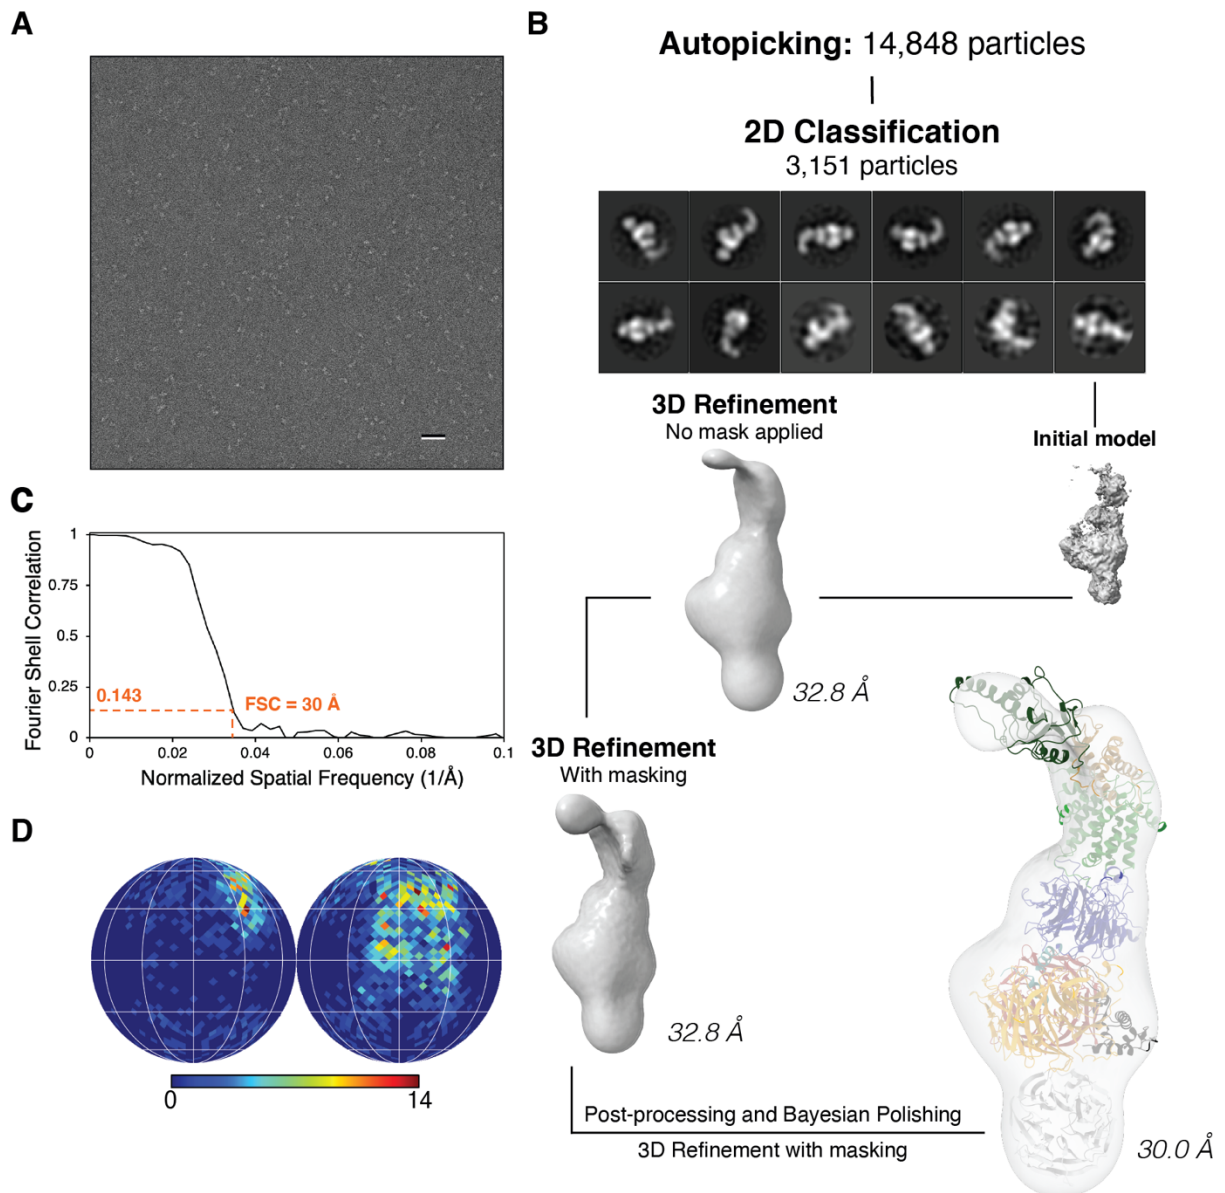 A
B
Autopicking: 14,848 particles
2D Classification
3,151 particles
3D Refinement
No mask applied
Initial model
C
1
0.75
0.5
0.25
0
Fourier Shell Correlation
0.143
FSC = 30 Å
0
0.02
0.04
0.06
0.08
0.1
Normalized Spatial Frequency (1/Å)
32.8 Å
3D Refinement
With masking
D
0
14
32.8 Å
Post-processing and Bayesian Polishing
3D Refinement with masking
30.0 Å